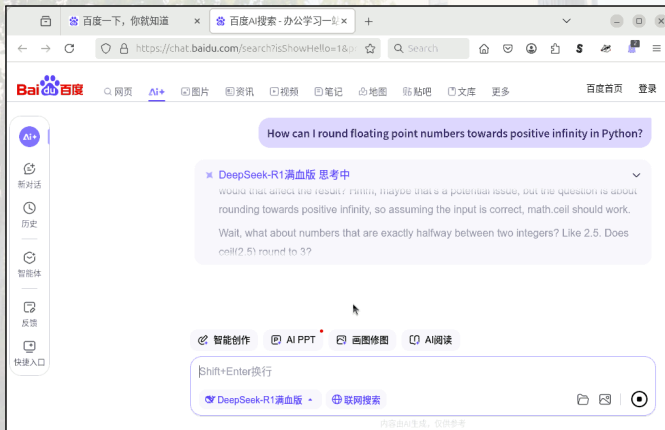 百度一下，你就知道
百度AI搜索 - 办公学习一站
https://chat.baidu.com/search?isShowHello=1&p
Search
7
Bai du 百度
网页
Ai+
图片
资讯
视频
笔记
地图
贴吧
文库
更多
百度首页
登录
Ai+
新对话
历史
智能体
反馈
快捷入口
How can I round floating point numbers towards positive infinity in Python?
DeepSeek-R1满血版 思考中
would that affect the result? Hmm, maybe that's a potential issue, but the question is about
rounding towards positive infinity, so assuming the input is correct, math.ceil should work.
Wait, what about numbers that are exactly halfway between two integers? Like 2.5. Does
ceil(2.5) round to 3?
智能创作
AI PPT
画图修图
AI阅读
Shift+Enter换行
DeepSeek-R1满血版
联网搜索
内容由AI生成，仅供参考